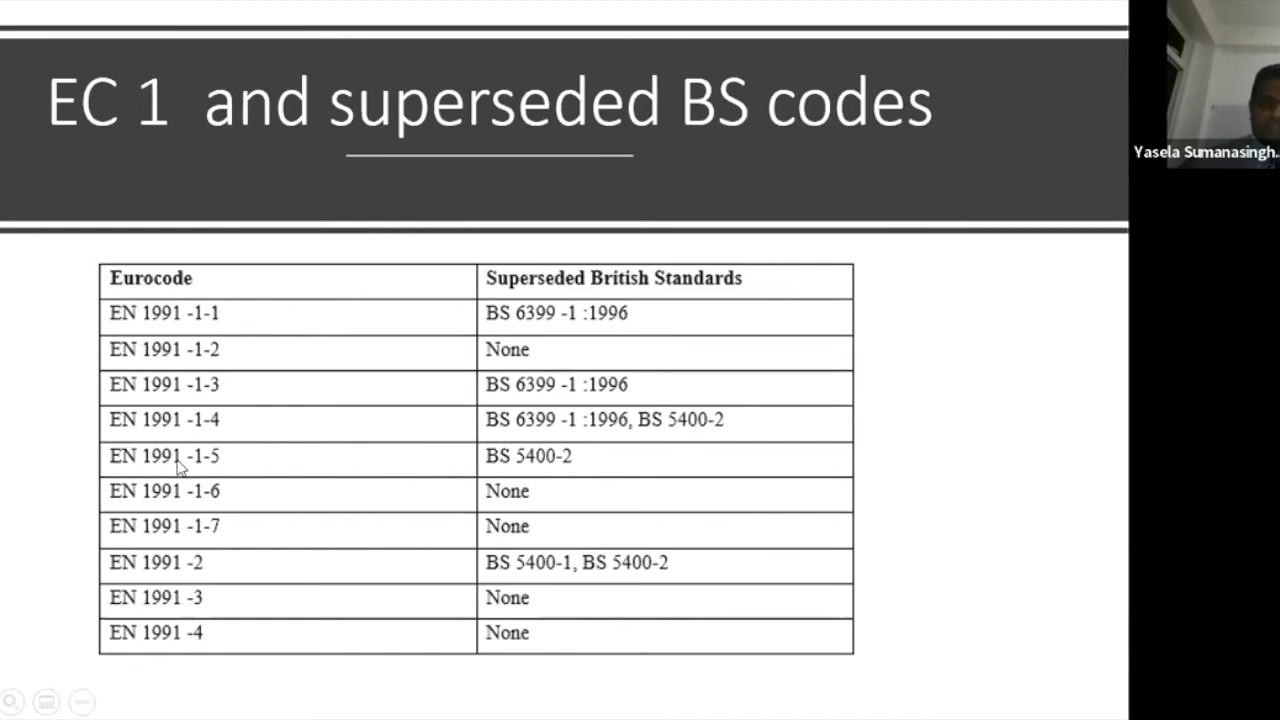 EC 1 and superseded BS codes
Yasela Sumanasingh...
Eurocode Superseded British Standards
EN 1991 -1-1 BS 6399 -1 :1996
EN 1991 -1-2 None
EN 1991 -1-3 BS 6399 -1 :1996
EN 1991 -1-4 BS 6399 -1 :1996, BS 5400-2
EN 1991 -1-5 BS 5400-2
EN 1991 -1-6 None
EN 1991 -1-7 None
EN 1991 -2 BS 5400-1, BS 5400-2
EN 1991 -3 None
EN 1991 -4 None